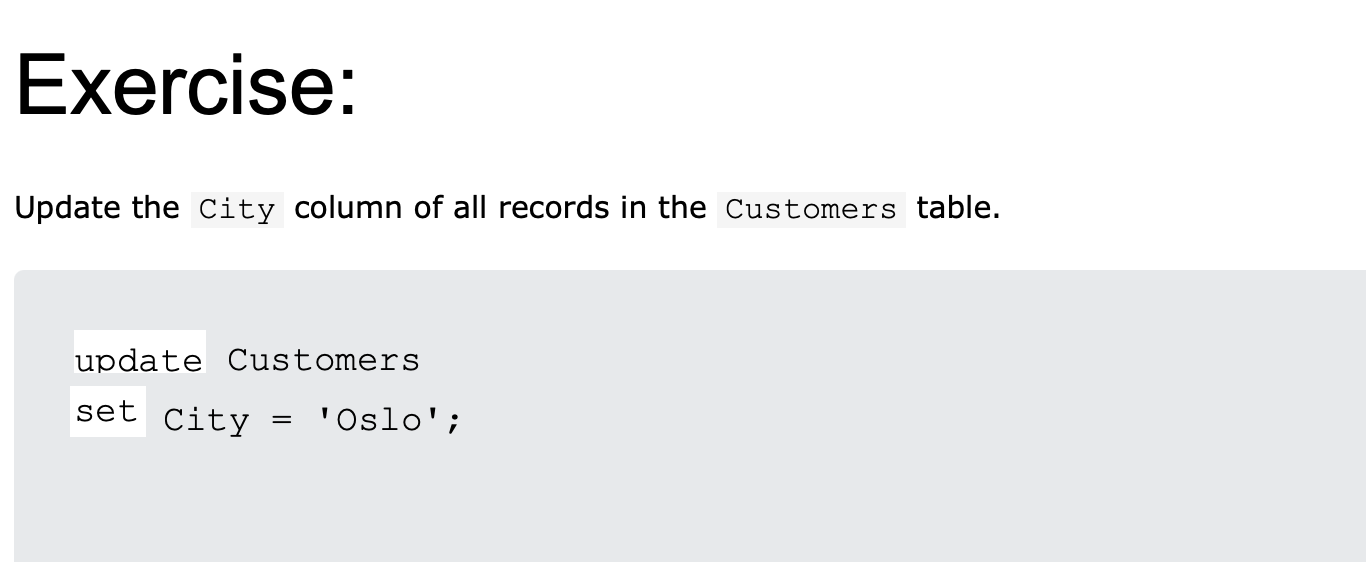 Exercise:
Update the City column of all records in the Customers table.
update Customers
set City = 'Oslo';